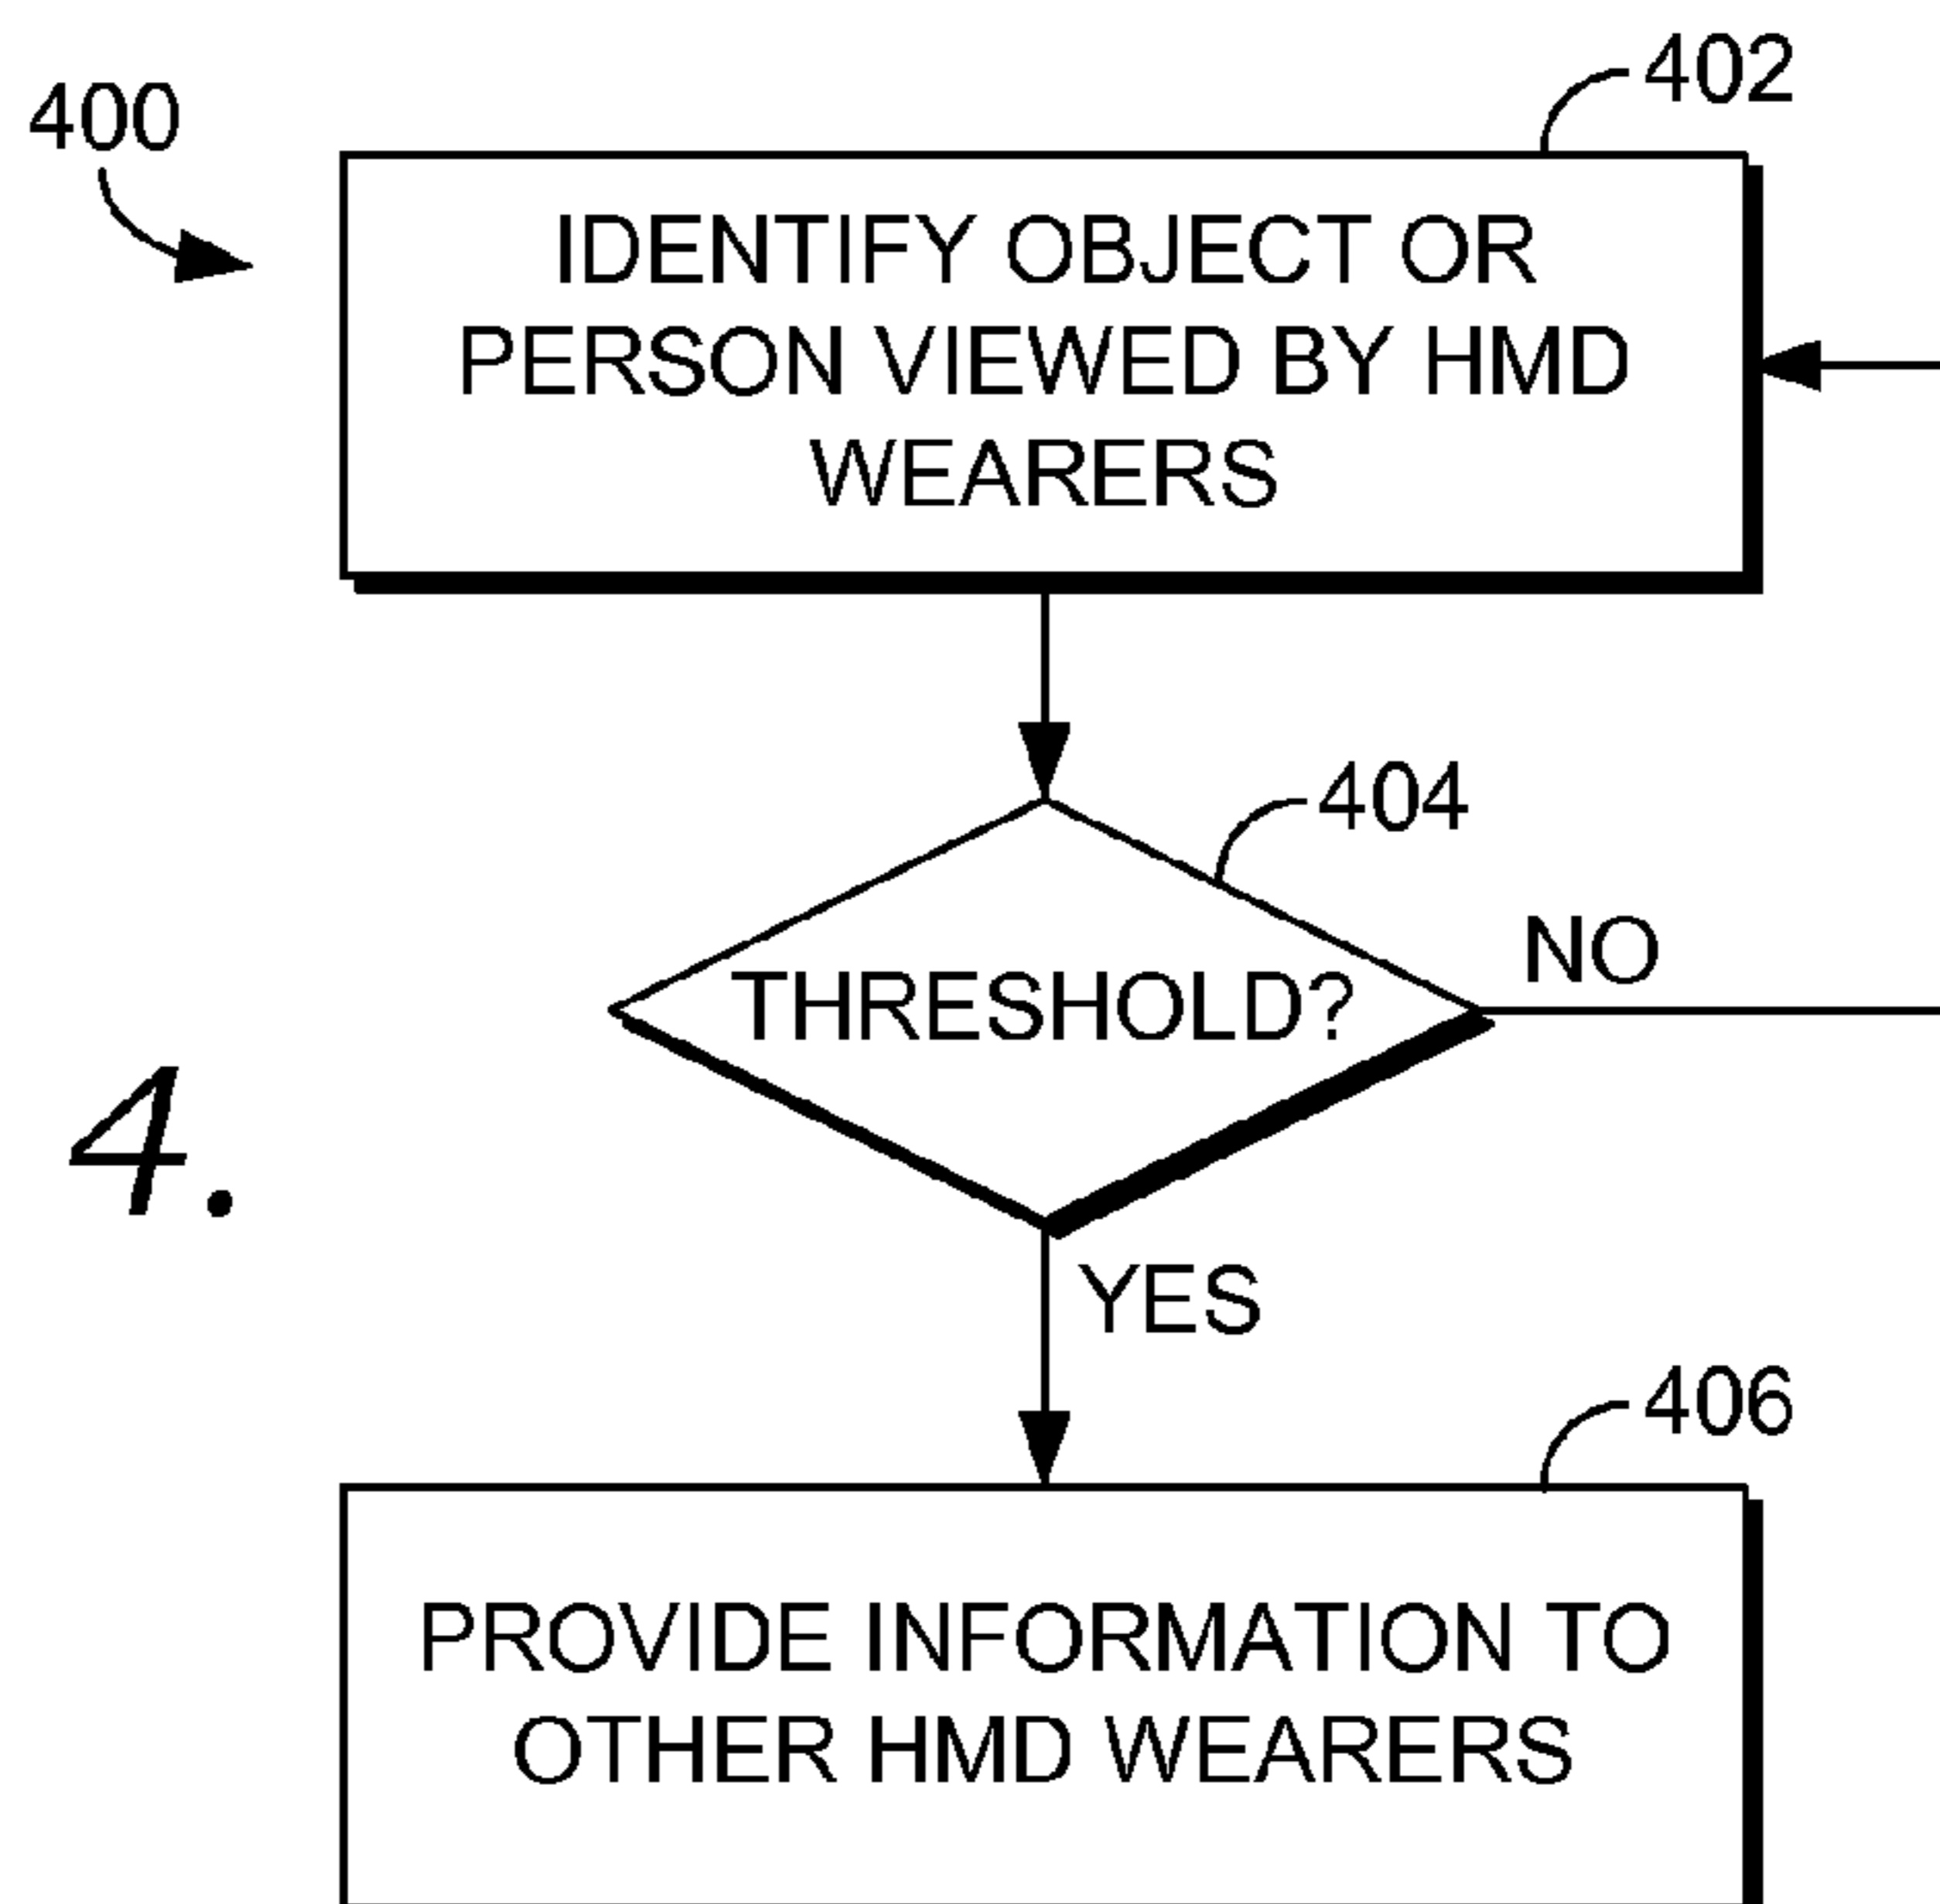 402
400
IDENTIFY OBJECT OR
PERSON VIEWED BY HMD
WEARERS
404
NO
THRESHOLD?
4.
YES
406
PROVIDE INFORMATION TO
OTHER HMD WEARERS